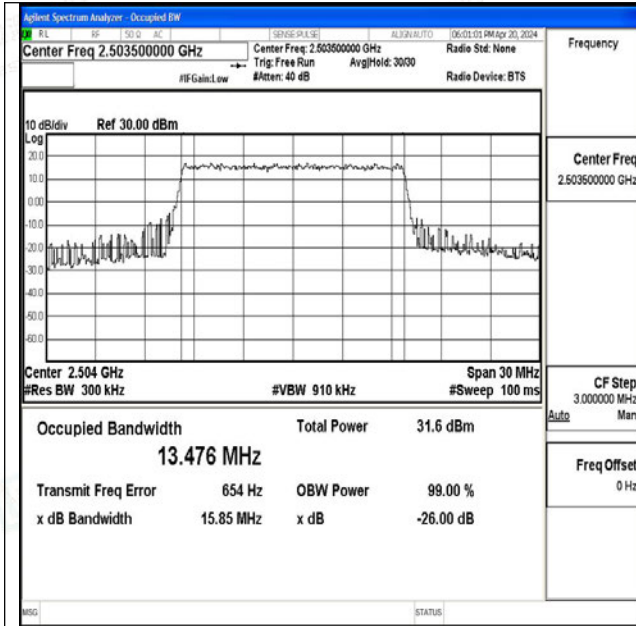 Agilent Spectrum Analyzer - Occupied BW
RL RF 50 Ω AC SENSE:PULSE ALIGNAUTO 06:01:01 PM Apr 20, 2024
Center Freq 2.503500000 GHz
Center Freq: 2.503500000 GHz
Radio Std: None
Trig: Free Run Avg|Hold: 30/30
#IFGain:Low
#Atten: 40 dB
Radio Device: BTS
10 dB/div Ref 30.00 dBm
Log
20.0
10.0
0.00
-10.0
-20.0
-30.0
-40.0
-50.0
-60.0
Center 2.504 GHz
Span 30 MHz
#Res BW 300 kHz
#VBW 910 kHz
#Sweep 100 ms
Occupied Bandwidth
Total Power 31.6 dBm
13.476 MHz
Transmit Freq Error 654 Hz
OBW Power 99.00 %
x dB Bandwidth 15.85 MHz
x dB -26.00 dB
MSG
STATUS
Frequency
Center Freq
2.503500000 GHz
CF Step
3.000000 MHz
Auto Man
Freq Offset
0 Hz